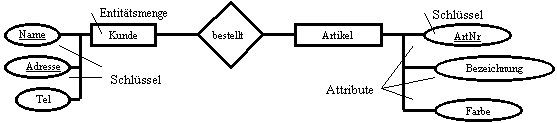 Entitätsmenge
Schlüssel
Name
Kunde
bestellt
Artikel
ArtNr
Adresse
Schlüssel
Bezeichnung
Attribute
Tel
Farbe